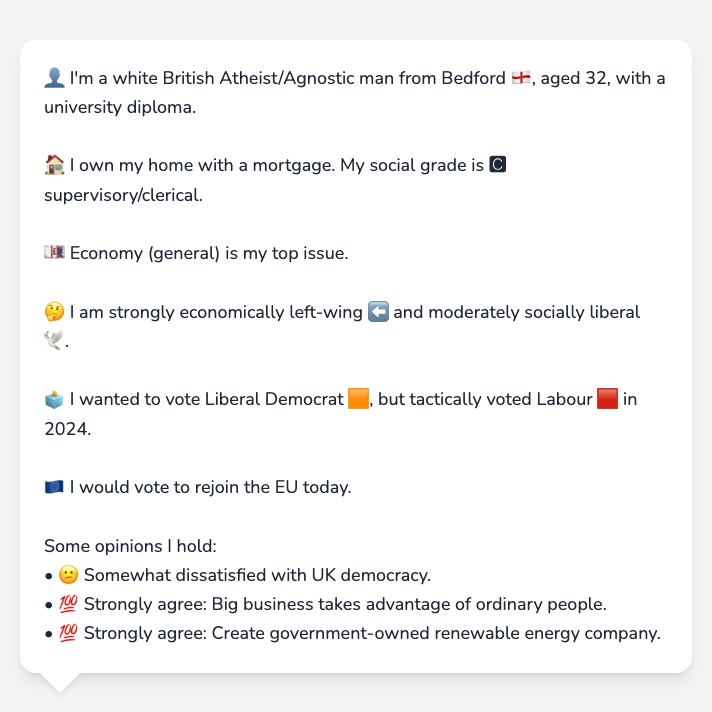 👤 I'm a white British Atheist/Agnostic man from Bedford 🏴󠁧󠁢󠁥󠁮󠁧󠁿, aged 32, with a
university diploma.
🏠 I own my home with a mortgage. My social grade is 🅲
supervisory/clerical.
💷 Economy (general) is my top issue.
🤔 I am strongly economically left-wing ⬅️ and moderately socially liberal
🕊️.
🗳️ I wanted to vote Liberal Democrat 🟧, but tactically voted Labour 🟥 in
2024.
🇪🇺 I would vote to rejoin the EU today.
Some opinions I hold:
• 😕 Somewhat dissatisfied with UK democracy.
• 💯 Strongly agree: Big business takes advantage of ordinary people.
• 💯 Strongly agree: Create government-owned renewable energy company.